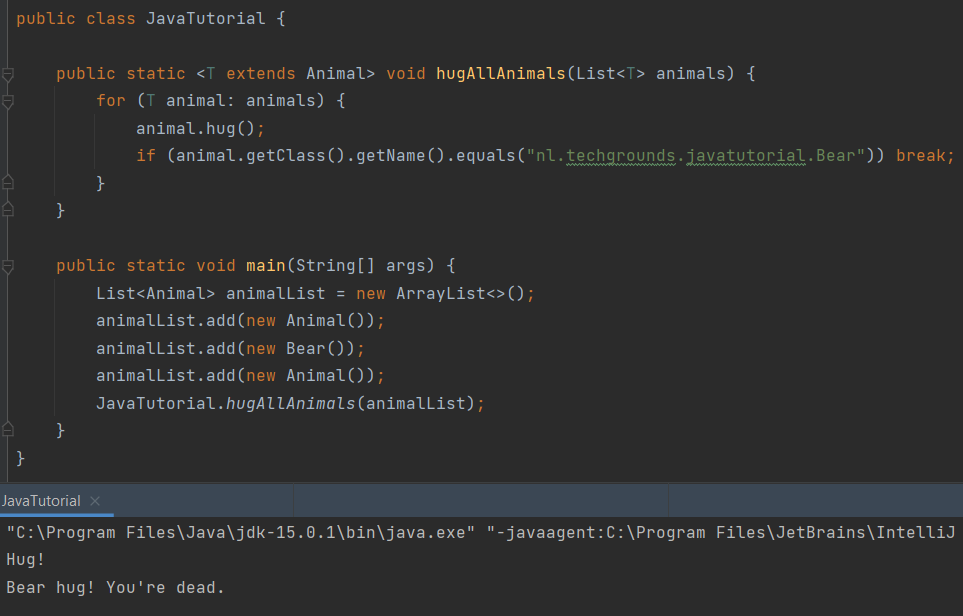 public class JavaTutorial {
public static <T extends Animal> void hugAllAnimals(List<T> animals) {
for (T animal: animals) {
animal.hug();
if (animal.getClass().getName().equals("nl.techgrounds.javatutorial.Bear")) break;
}
}
public static void main(String[] args) {
List<Animal> animalList = new ArrayList<>();
animalList.add(new Animal());
animalList.add(new Bear());
animalList.add(new Animal());
JavaTutorial.hugAllAnimals(animalList);
}
}
JavaTutorial ×
"C:\Program Files\Java\jdk-15.0.1\bin\java.exe" "-javaagent:C:\Program Files\JetBrains\IntelliJ
Hug!
Bear hug! You're dead.